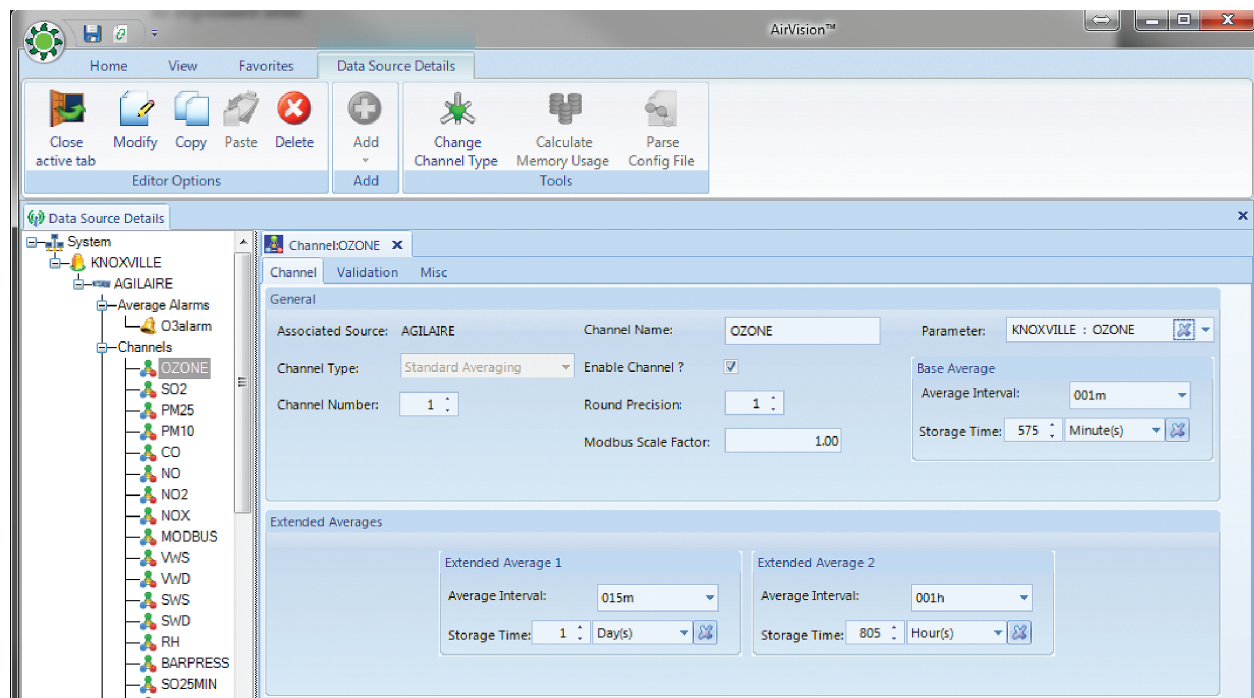 AirVision™
Home View Favorites Data Source Details
Close active tab Modify Copy Paste Delete Add Change Channel Type Calculate Memory Usage Parse Config File
Editor Options Add Tools
Data Source Details
System
KNOXVILLE
AGILAIRE
Average Alarms
O3alarm
Channels
OZONE
SO2
PM25
PM10
CO
NO
NO2
NOX
MODBUS
VWS
VWD
SWS
SWD
RH
BARPRESS
SO25MIN
Channel:OZONE
Channel Validation Misc
General
Associated Source: AGILAIRE Channel Name: OZONE Parameter: KNOXVILLE : OZONE
Channel Type: Standard Averaging Enable Channel ? Base Average
Channel Number: 1 Round Precision: 1 Average Interval: 001m
Modbus Scale Factor: 1.00 Storage Time: 575 Minute(s)
Extended Averages
Extended Average 1 Extended Average 2
Average Interval: 015m Average Interval: 001h
Storage Time: 1 Day(s) Storage Time: 805 Hour(s)